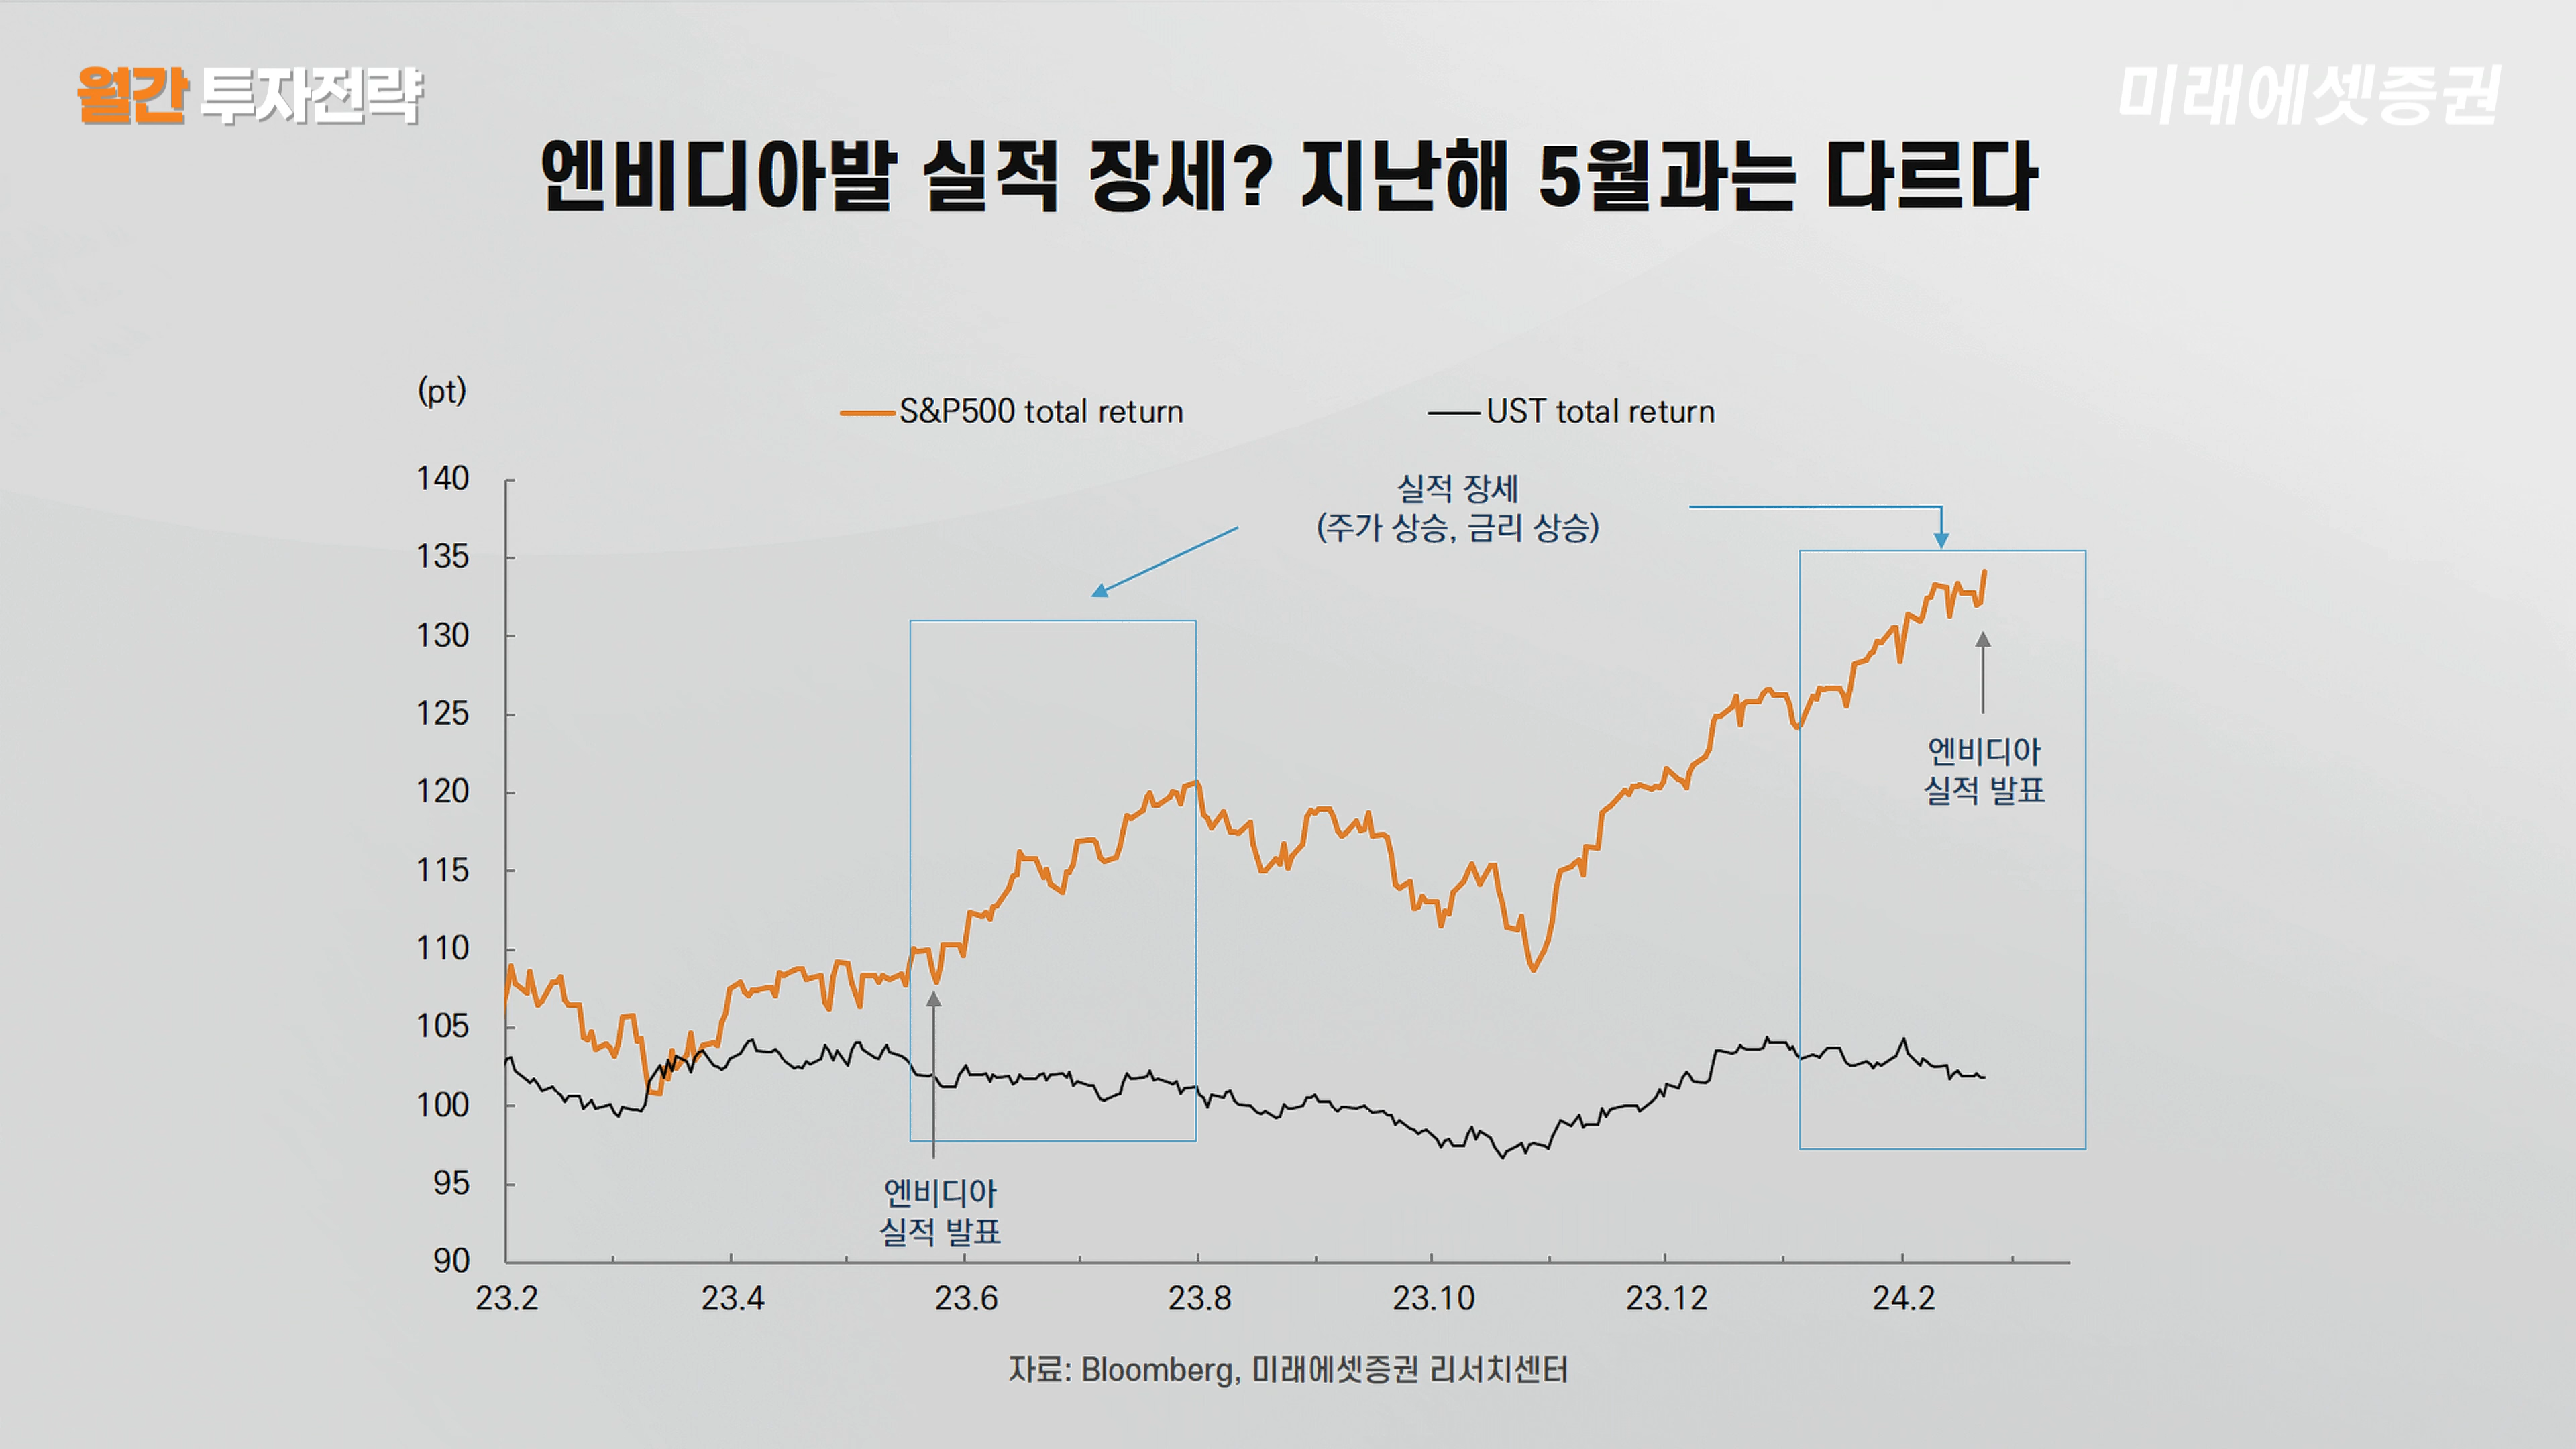 월간 투자전략
미래에셋증권
엔비디아발 실적 장세? 지난해 5월과는 다르다
(pt)
S&P500 total return
UST total return
실적 장세
(주가 상승, 금리 상승)
140
135
130
125
120
115
110
105
100
95
90
엔비디아
실적 발표
엔비디아
실적 발표
23.2 23.4 23.6 23.8 23.10 23.12 24.2
자료: Bloomberg, 미래에셋증권 리서치센터